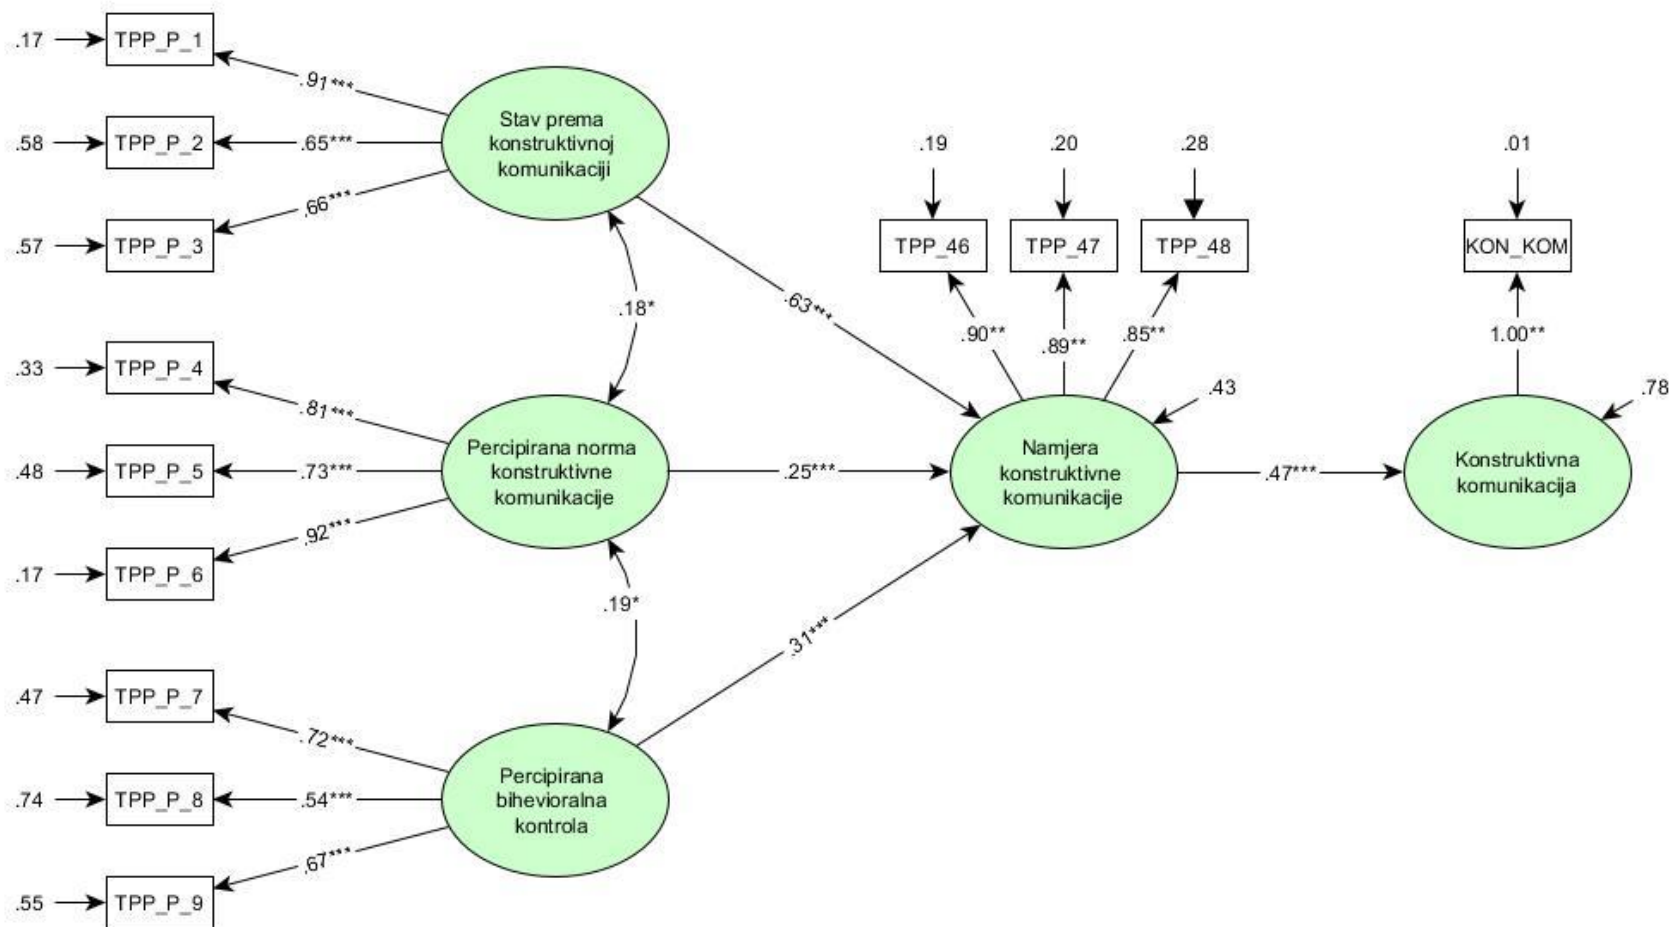 .17
TPP_P_1
.91***
.58
TPP_P_2
.65***
.57
TPP_P_3
.66***
Stav prema
konstruktivnoj
komunikaciji
.18*
.63***
.33
TPP_P_4
.81***
.48
TPP_P_5
.73***
.17
TPP_P_6
.92***
Percipirana norma
konstruktivne
komunikacije
.25***
.19*
.47
TPP_P_7
.72***
.74
TPP_P_8
.54***
.55
TPP_P_9
.67***
Percipirana
bihevioralna
kontrola
.31***
.19
.20
.28
TPP_46
TPP_47
TPP_48
.90**
.89**
.85**
.43
Namjera
konstruktivne
komunikacije
.47***
.01
KON_KOM
1.00**
.78
Konstruktivna
komunikacija